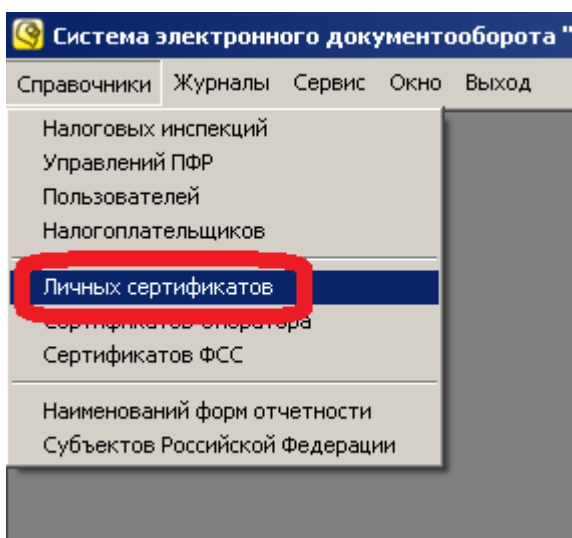 Система электронного документооборота "
Справочники Журналы Сервис Окно Выход
Налоговых инспекций
Управлений ПФР
Пользователей
Налогоплательщиков
Личных сертификатов
Сертификатов оператора
Сертификатов ФСС
Наименований форм отчетности
Субъектов Российской Федерации